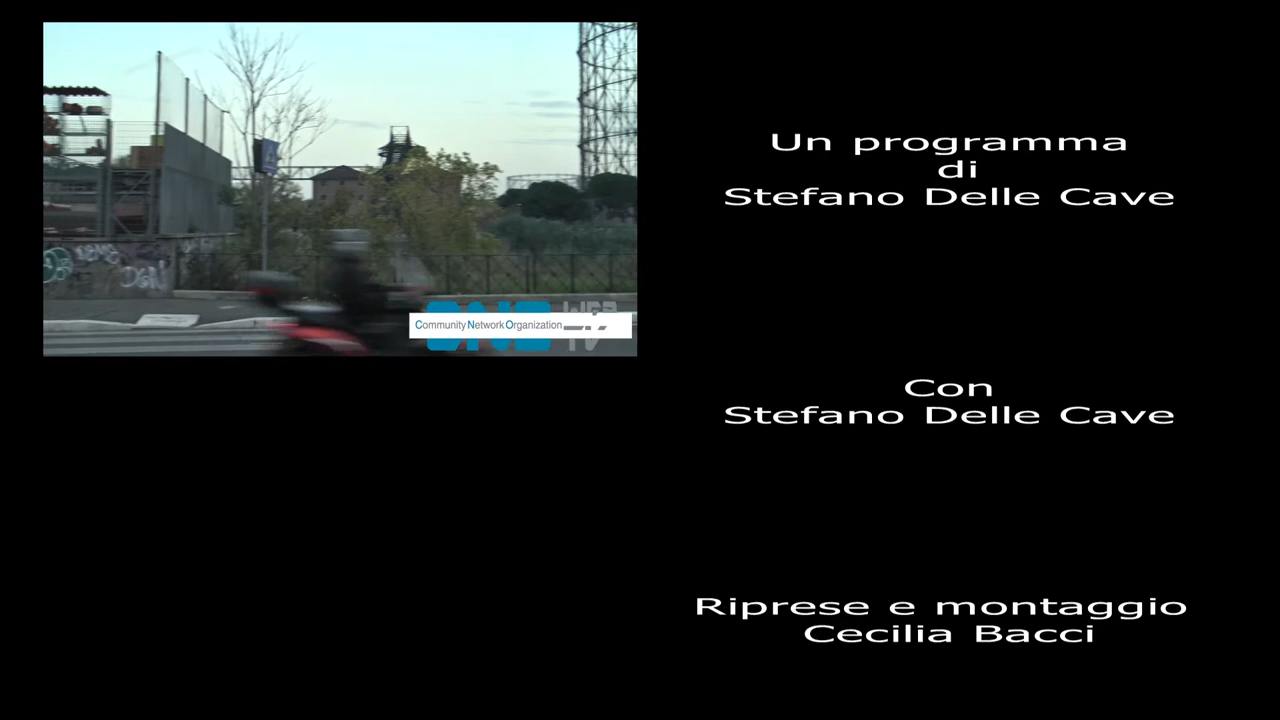 Un programma
di
Stefano Delle Cave
Con
Stefano Delle Cave
Riprese e montaggio
Cecilia Bacci
Community Network Organization